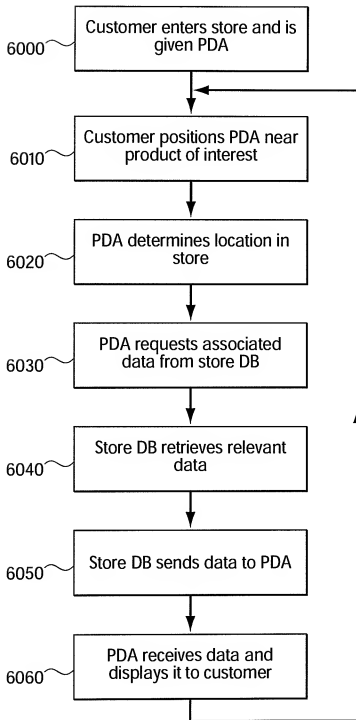 Customer enters store and is
given PDA
6000
Customer positions PDA near
product of interest
6010
PDA determines location in
store
6020
PDA requests associated
data from store DB
6030
Store DB retrieves relevant
data
6040
Store DB sends data to PDA
6050
PDA receives data and
displays it to customer
6060